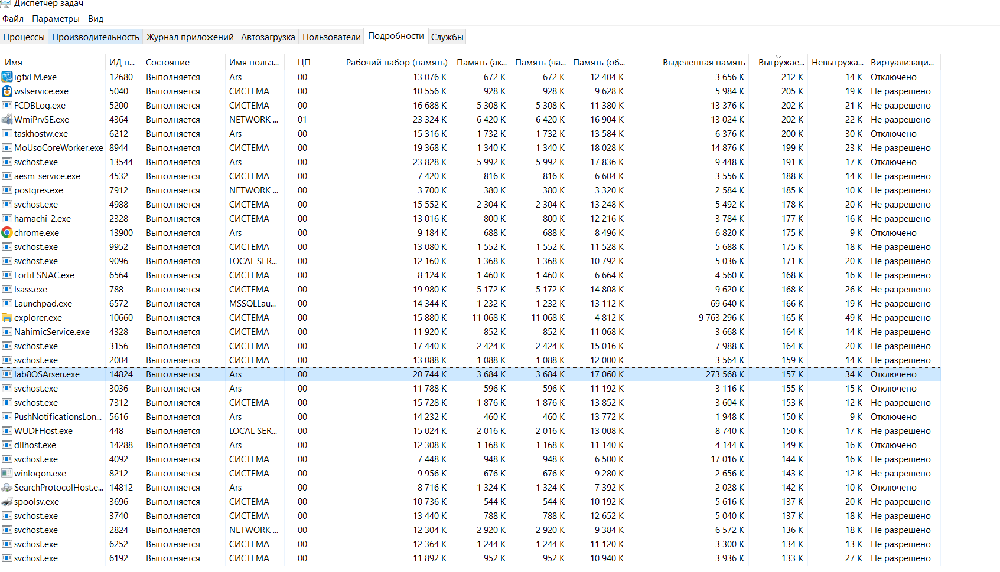 Диспетчер задач
Файл Параметры Вид
Процессы Производительность Журнал приложений Автозагрузка Пользователи Подробности Службы
Имя ИД п... Состояние Имя польз... ЦП Рабочий набор (память) Память (ак... Память (ча... Память (об... Выделенная память Выгружае... Невыгружа... Виртуализаци...
igfxEM.exe 12680 Выполняется Ars 00 13 076 K 672 K 672 K 12 404 K 3 656 K 212 K 14 K Отключено
wslservice.exe 5040 Выполняется СИСТЕМА 00 10 556 K 928 K 928 K 9 628 K 5 984 K 205 K 19 K Не разрешено
FCDBLog.exe 5200 Выполняется СИСТЕМА 00 16 688 K 5 308 K 5 308 K 11 380 K 13 376 K 202 K 21 K Не разрешено
WmiPrvSE.exe 4364 Выполняется NETWORK ... 01 23 324 K 6 420 K 6 420 K 16 904 K 13 024 K 202 K 22 K Не разрешено
taskhostw.exe 6212 Выполняется Ars 00 15 316 K 1 732 K 1 732 K 13 584 K 6 376 K 200 K 30 K Отключено
MoUsoCoreWorker.exe 8944 Выполняется СИСТЕМА 00 19 368 K 1 340 K 1 340 K 18 028 K 14 876 K 199 K 23 K Не разрешено
svchost.exe 13544 Выполняется Ars 00 23 828 K 5 992 K 5 992 K 17 836 K 9 448 K 191 K 17 K Отключено
aesm_service.exe 4532 Выполняется СИСТЕМА 00 7 420 K 816 K 816 K 6 604 K 3 556 K 188 K 14 K Не разрешено
postgres.exe 7912 Выполняется NETWORK ... 00 3 700 K 380 K 380 K 3 320 K 2 584 K 185 K 10 K Не разрешено
svchost.exe 4988 Выполняется СИСТЕМА 00 15 552 K 2 304 K 2 304 K 13 248 K 5 492 K 178 K 20 K Не разрешено
hamachi-2.exe 2328 Выполняется СИСТЕМА 00 13 016 K 800 K 800 K 12 216 K 3 784 K 177 K 16 K Не разрешено
chrome.exe 13900 Выполняется Ars 00 9 184 K 688 K 688 K 8 496 K 6 820 K 175 K 9 K Отключено
svchost.exe 9952 Выполняется СИСТЕМА 00 13 080 K 1 552 K 1 552 K 11 528 K 5 688 K 175 K 18 K Не разрешено
svchost.exe 9096 Выполняется LOCAL SER... 00 12 160 K 1 368 K 1 368 K 10 792 K 5 036 K 171 K 20 K Не разрешено
FortiESNAC.exe 6564 Выполняется СИСТЕМА 00 8 124 K 1 460 K 1 460 K 6 664 K 4 560 K 168 K 16 K Не разрешено
lsass.exe 788 Выполняется СИСТЕМА 00 19 980 K 5 172 K 5 172 K 14 808 K 9 620 K 168 K 26 K Не разрешено
Launchpad.exe 6572 Выполняется MSSQLLau... 00 14 344 K 1 232 K 1 232 K 13 112 K 69 640 K 166 K 19 K Не разрешено
explorer.exe 10660 Выполняется СИСТЕМА 00 15 880 K 11 068 K 11 068 K 4 812 K 9 763 296 K 165 K 49 K Не разрешено
NahimicService.exe 4328 Выполняется СИСТЕМА 00 11 920 K 852 K 852 K 11 068 K 3 668 K 164 K 14 K Не разрешено
svchost.exe 3156 Выполняется СИСТЕМА 00 17 440 K 2 424 K 2 424 K 15 016 K 7 988 K 164 K 20 K Не разрешено
svchost.exe 2004 Выполняется СИСТЕМА 00 13 088 K 1 088 K 1 088 K 12 000 K 3 564 K 159 K 14 K Не разрешено
lab8OSArsen.exe 14824 Выполняется Ars 00 20 744 K 3 684 K 3 684 K 17 060 K 273 568 K 157 K 34 K Отключено
svchost.exe 3036 Выполняется Ars 00 11 788 K 596 K 596 K 11 192 K 3 116 K 155 K 15 K Отключено
svchost.exe 7312 Выполняется СИСТЕМА 00 15 728 K 1 876 K 1 876 K 13 852 K 3 604 K 153 K 12 K Не разрешено
PushNotificationsLon... 5616 Выполняется Ars 00 14 232 K 460 K 460 K 13 772 K 1 948 K 150 K 9 K Отключено
WUDFHost.exe 448 Выполняется LOCAL SER... 00 15 024 K 2 016 K 2 016 K 13 008 K 8 740 K 150 K 17 K Не разрешено
dllhost.exe 14288 Выполняется Ars 00 12 308 K 1 168 K 1 168 K 11 140 K 4 144 K 149 K 16 K Отключено
svchost.exe 4092 Выполняется СИСТЕМА 00 7 448 K 948 K 948 K 6 500 K 17 016 K 144 K 16 K Не разрешено
winlogon.exe 8212 Выполняется СИСТЕМА 00 9 956 K 676 K 676 K 9 280 K 2 656 K 143 K 12 K Не разрешено
SearchProtocolHost.e... 14812 Выполняется Ars 00 8 716 K 1 324 K 1 324 K 7 392 K 2 028 K 142 K 10 K Отключено
spoolsv.exe 3696 Выполняется СИСТЕМА 00 10 736 K 544 K 544 K 10 192 K 5 616 K 137 K 20 K Не разрешено
svchost.exe 3740 Выполняется СИСТЕМА 00 13 440 K 788 K 788 K 12 652 K 5 040 K 137 K 18 K Не разрешено
svchost.exe 2824 Выполняется NETWORK ... 00 12 304 K 2 920 K 2 920 K 9 384 K 6 572 K 136 K 18 K Не разрешено
svchost.exe 6252 Выполняется СИСТЕМА 00 12 364 K 1 244 K 1 244 K 11 120 K 3 300 K 134 K 13 K Не разрешено
svchost.exe 6192 Выполняется СИСТЕМА 00 11 892 K 952 K 952 K 10 940 K 3 936 K 133 K 27 K Не разрешено